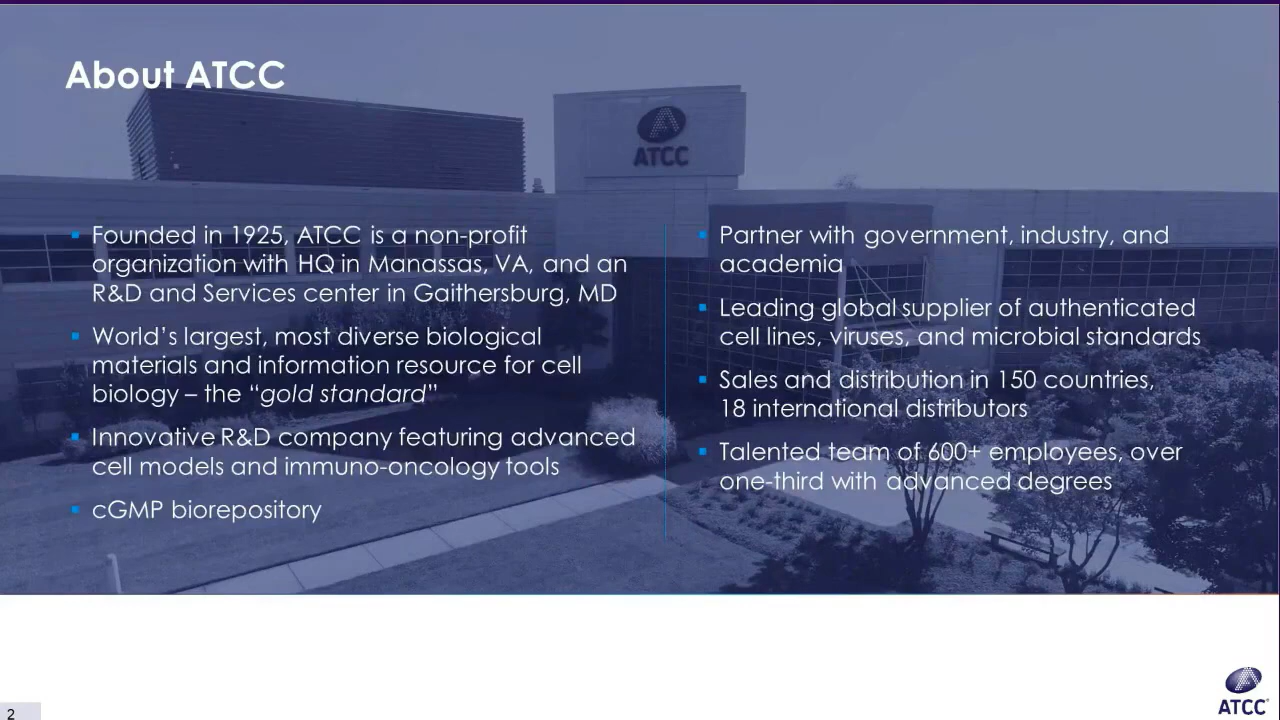 About ATCC
ATCC
Founded in 1925, ATCC is a non-profit
organization with HQ in Manassas, VA, and an
R&D and Services center in Gaithersburg, MD
World’s largest, most diverse biological
materials and information resource for cell
biology – the “gold standard”
Innovative R&D company featuring advanced
cell models and immuno-oncology tools
cGMP biorepository
Partner with government, industry, and
academia
Leading global supplier of authenticated
cell lines, viruses, and microbial standards
Sales and distribution in 150 countries,
18 international distributors
Talented team of 600+ employees, over
one-third with advanced degrees
2
ATCC®